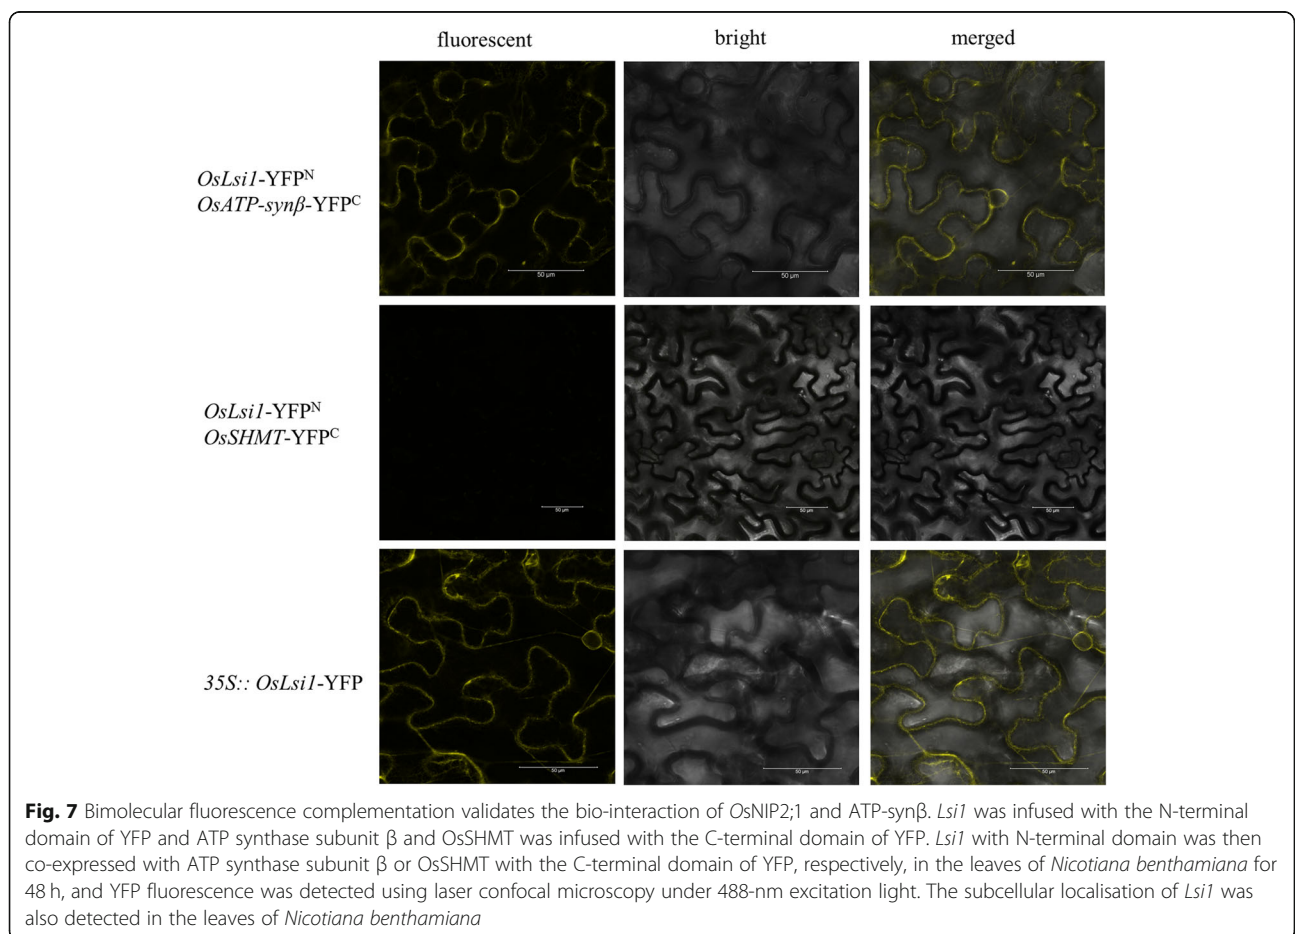 fluorescent bright merged
OsLsi1-YFPᴺ
OsATP-synβ-YFPᶜ
50 µm 50 µm 50 µm
OsLsi1-YFPᴺ
OsSHMT-YFPᶜ
50 µm 50 µm 50 µm
35S:: OsLsi1-YFP
50 µm 50 µm 50 µm
Fig. 7 Bimolecular fluorescence complementation validates the bio-interaction of OsNIP2;1 and ATP-synβ. Lsi1 was infused with the N-terminal
domain of YFP and ATP synthase subunit β and OsSHMT was infused with the C-terminal domain of YFP. Lsi1 with N-terminal domain was then
co-expressed with ATP synthase subunit β or OsSHMT with the C-terminal domain of YFP, respectively, in the leaves of Nicotiana benthamiana for
48 h, and YFP fluorescence was detected using laser confocal microscopy under 488-nm excitation light. The subcellular localisation of Lsi1 was
also detected in the leaves of Nicotiana benthamiana